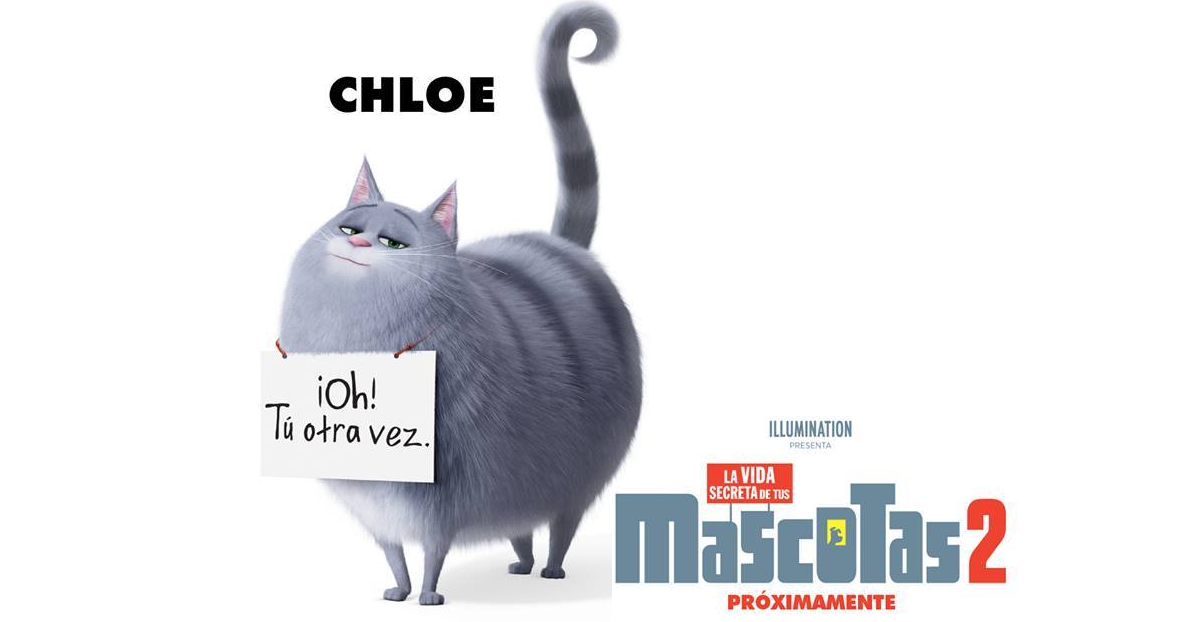 CHLOE
¡Oh!
Tú otra vez.
ILLUMINATION
PRESENTA
LA VIDA
SECRETA DE TUS
MASCOTAS 2
PRÓXIMAMENTE